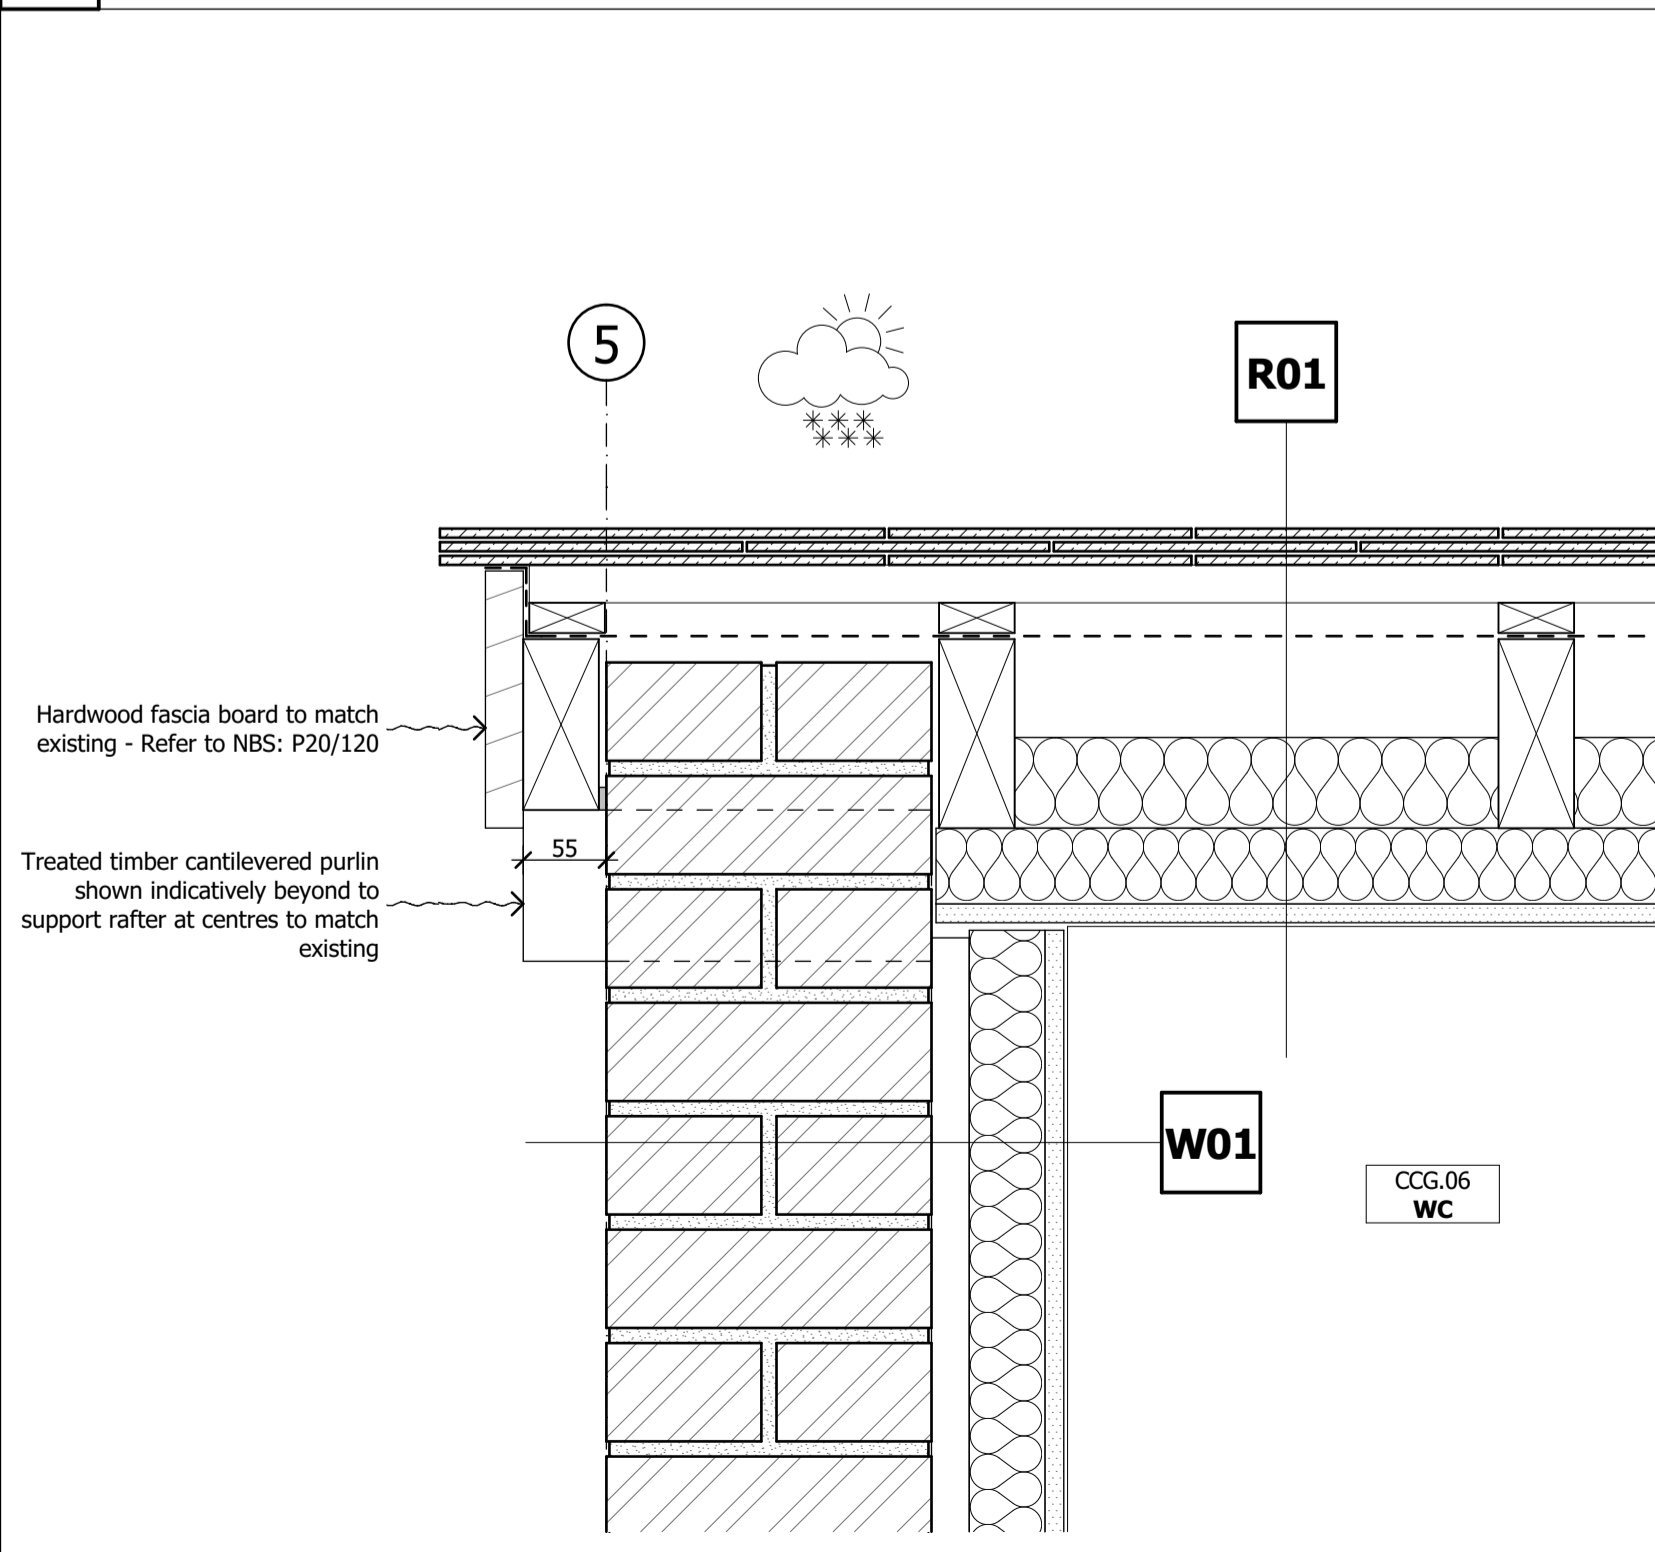 5
R01
Hardwood fascia board to match
existing - Refer to NBS: P20/120
55
Treated timber cantilevered purlin
shown indicatively beyond to
support rafter at centres to match
existing
W01
CCG.06
WC